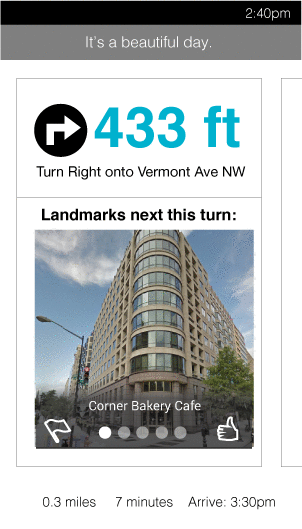 2:40pm
It's a beautiful day.
433 ft
Turn Right onto Vermont Ave NW
Landmarks next this turn:
Corner Bakery Cafe
0.3 miles 7 minutes Arrive: 3:30pm